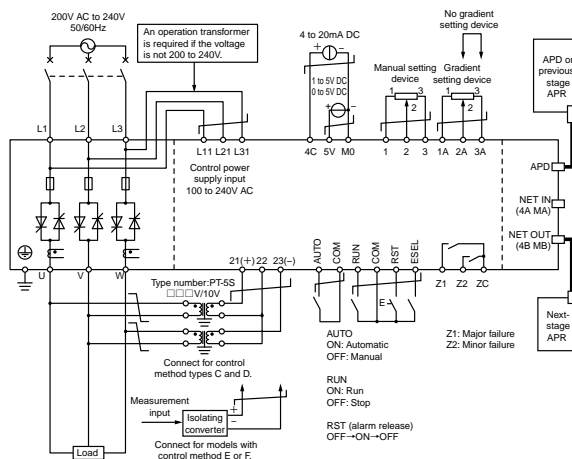 200V AC to 240V
50/60Hz
An operation transformer
is required if the voltage
is not 200 to 240V.
4 to 20mA DC
+ −
1 to 5V DC
0 to 5V DC
+ −
No gradient
setting device
Manual setting
device
Gradient
setting device
1 3
2
1 3
2
APD or
previous
stage
APR
L1 L2 L3
L11 L21 L31
4C 5V M0
1 2 3
1A 2A 3A
Control power
supply input
100 to 240V AC
APD
NET IN
(4A MA)
NET OUT
(4B MB)
U V W
21(+) 22 23(−)
AUTO
COM
RUN
COM
RST
ESEL
Z1 Z2 ZC
Type number:PT-5S
□□□V/10V
E
Connect for control
method types C and D.
AUTO
ON: Automatic
OFF: Manual
Z1: Major failure
Z2: Minor failure
Next-
stage
APR
RUN
ON: Run
OFF: Stop
Measurement
input
Isolating
converter
+
−
RST (alarm release)
OFF→ON→OFF
Load
Connect for models with
control method E or F.